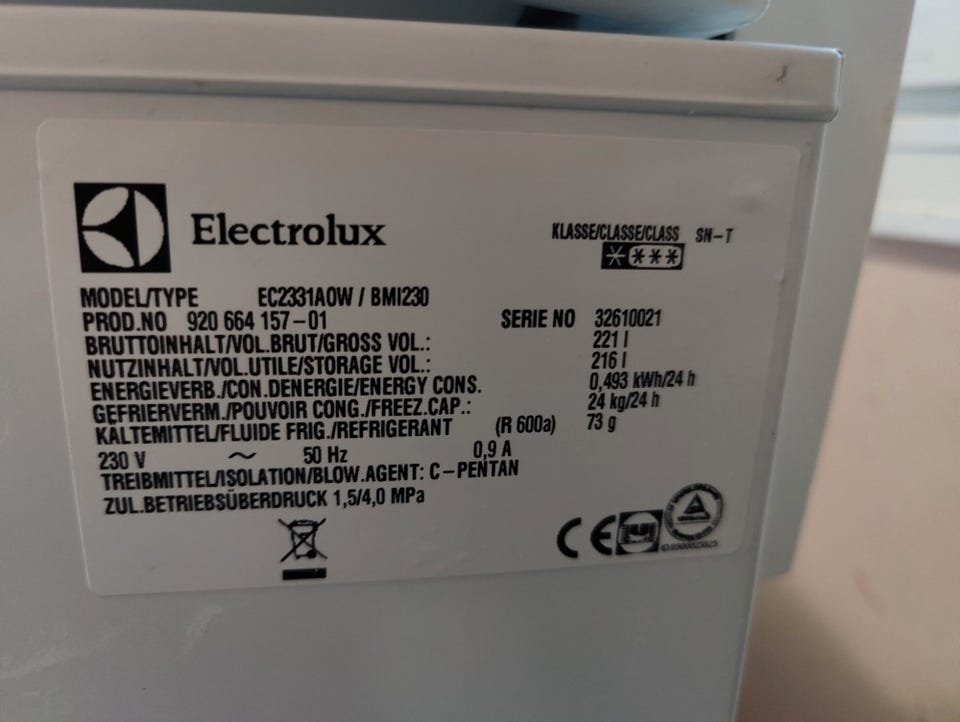 Electrolux
KLASSE/CLASSE/CLASS SN-T
MODEL/TYPE EC2331AOW / BMI230
PROD.NO 920 664 157-01 SERIE NO 32610021
BRUTTOINHALT/VOL.BRUT/GROSS VOL.: 221 l
NUTZINHALT/VOL.UTILE/STORAGE VOL.: 216 l
ENERGIEVERB./CON.DENERGIE/ENERGY CONS. 0,493 kWh/24 h
GEFRIERVERM./POUVOIR CONG./FREEZ.CAP.: 24 kg/24 h
KÄLTEMITTEL/FLUIDE FRIG./REFRIGERANT (R 600a) 73 g
230 V ~ 50 Hz 0,9 A
TREIBMITTEL/ISOLATION/BLOW.AGENT: C-PENTAN
ZUL.BETRIEBSÜBERDRUCK 1,5/4,0 MPa
CE